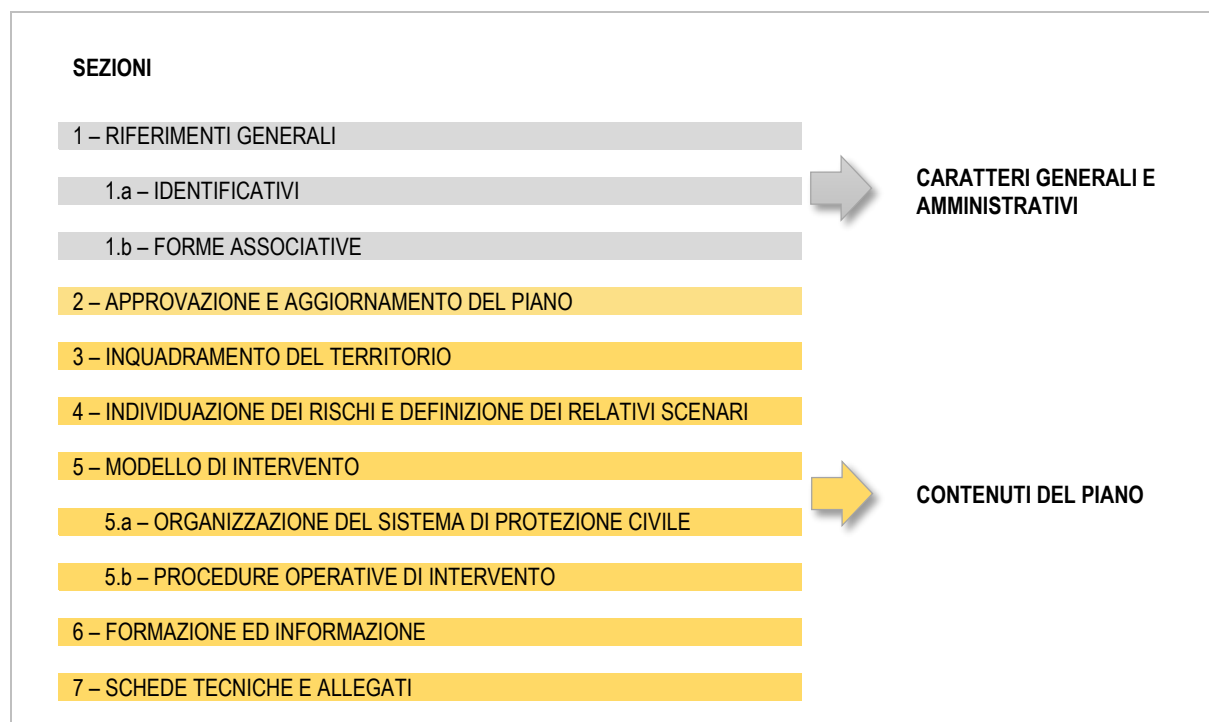 SEZIONI
1 – RIFERIMENTI GENERALI
1.a – IDENTIFICATIVI
1.b – FORME ASSOCIATIVE
CARATTERI GENERALI E
AMMINISTRATIVI
2 – APPROVAZIONE E AGGIORNAMENTO DEL PIANO
3 – INQUADRAMENTO DEL TERRITORIO
4 – INDIVIDUAZIONE DEI RISCHI E DEFINIZIONE DEI RELATIVI SCENARI
5 – MODELLO DI INTERVENTO
5.a – ORGANIZZAZIONE DEL SISTEMA DI PROTEZIONE CIVILE
5.b – PROCEDURE OPERATIVE DI INTERVENTO
6 – FORMAZIONE ED INFORMAZIONE
7 – SCHEDE TECNICHE E ALLEGATI
CONTENUTI DEL PIANO